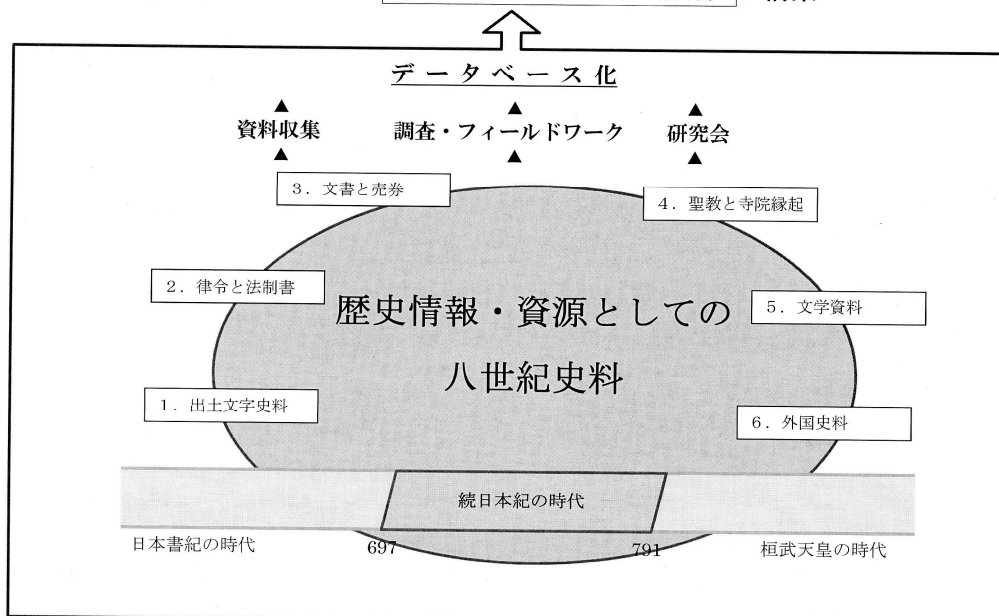 データベース化
▲ ▲ ▲
資料収集 調査・フィールドワーク 研究会
▲ ▲ ▲
3．文書と売券
4．聖教と寺院縁起
2．律令と法制書
5．文学資料
歴史情報・資源としての
八世紀史料
1．出土文字史料
6．外国史料
続日本紀の時代
日本書紀の時代 697 791 桓武天皇の時代